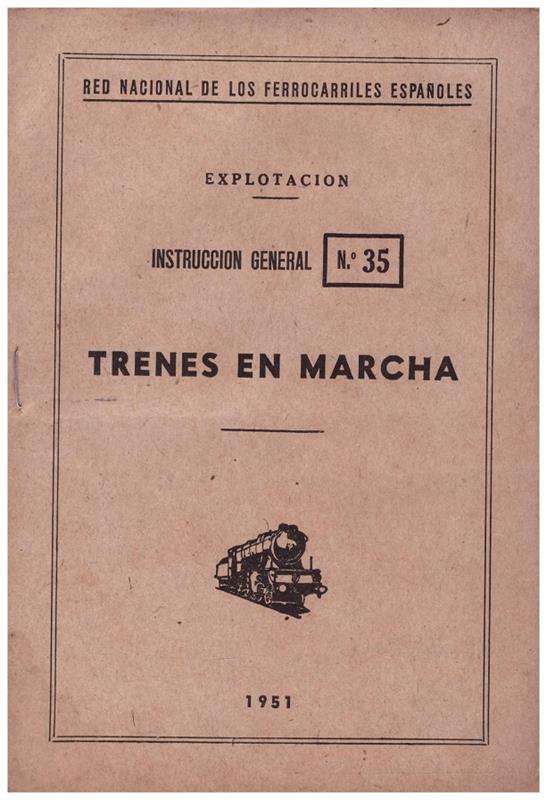 RED NACIONAL DE LOS FERROCARRILES ESPAÑOLES
EXPLOTACION
INSTRUCCION GENERAL N.º 35
TRENES EN MARCHA
1951